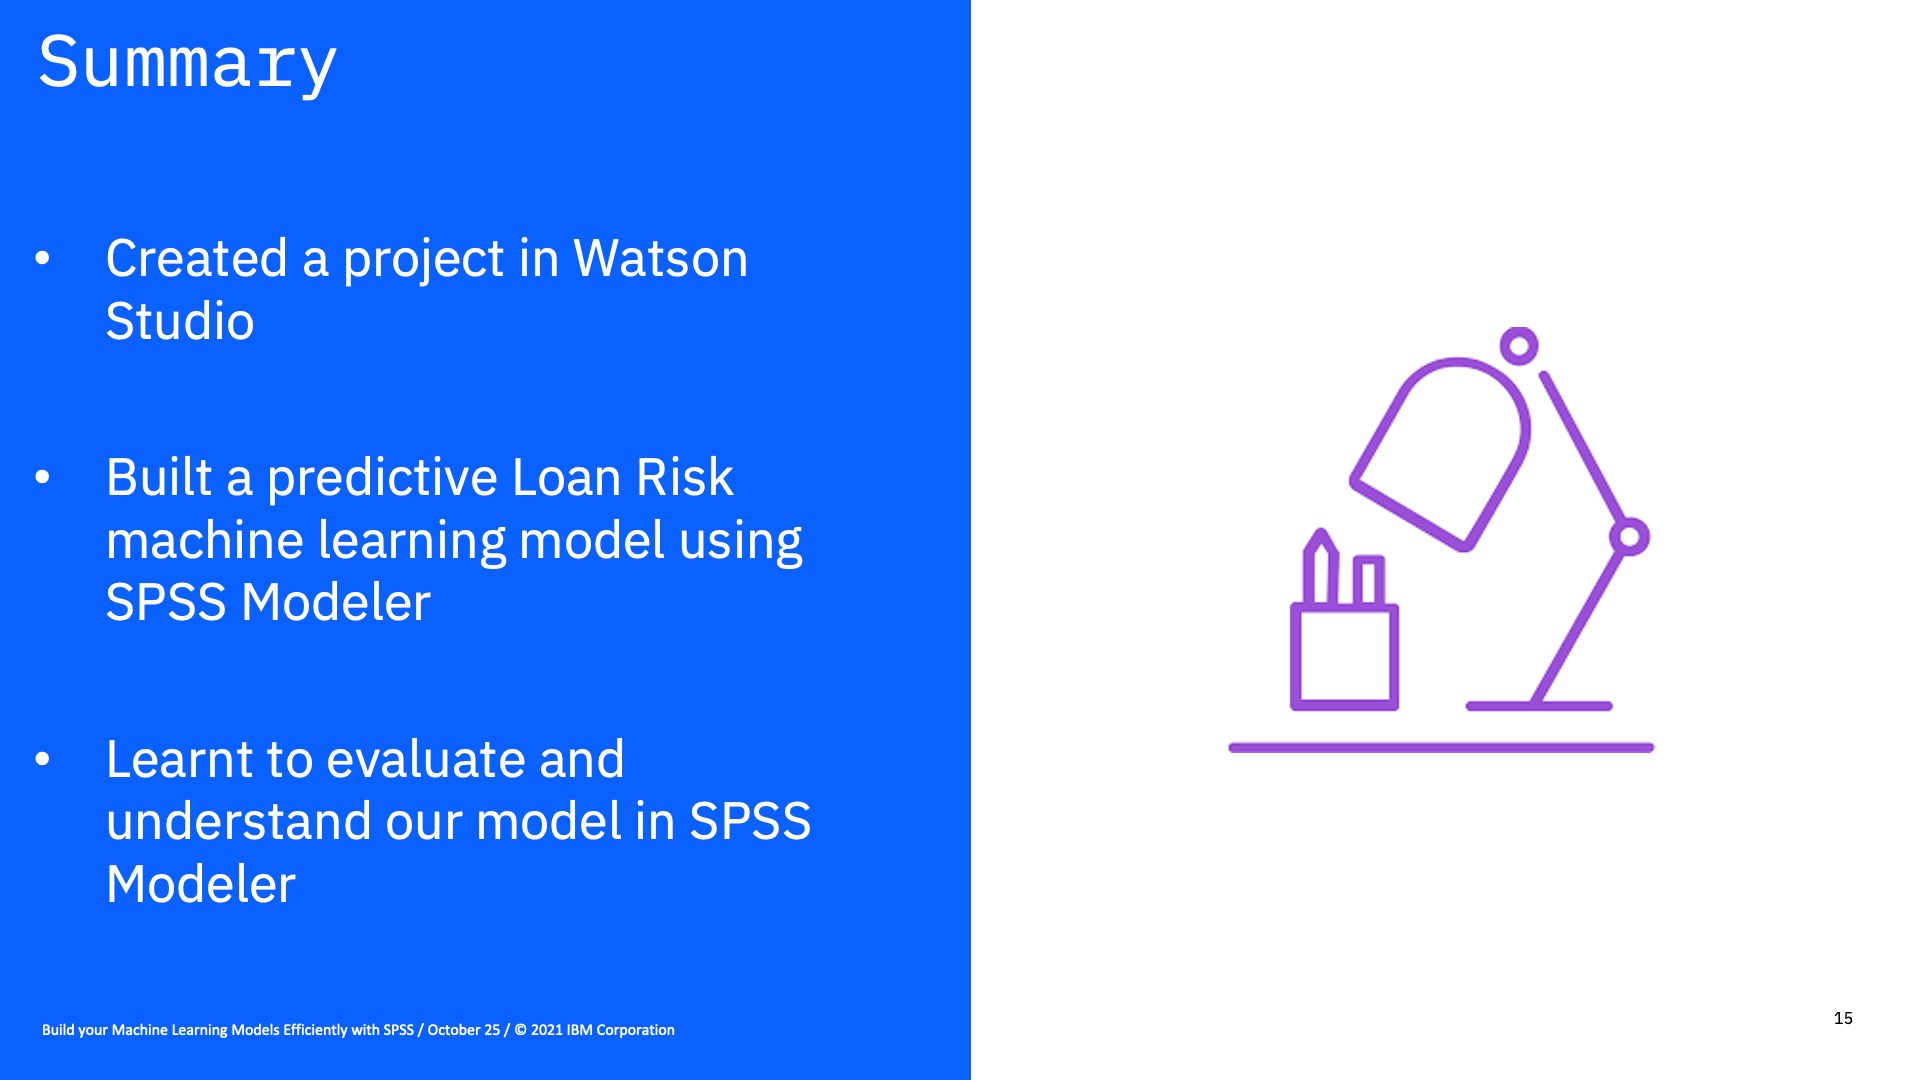 Summary
• Created a project in Watson
Studio
• Built a predictive Loan Risk
machine learning model using
SPSS Modeler
• Learnt to evaluate and
understand our model in SPSS
Modeler
Build your Machine Learning Models Efficiently with SPSS / October 25 / © 2021 IBM Corporation
15